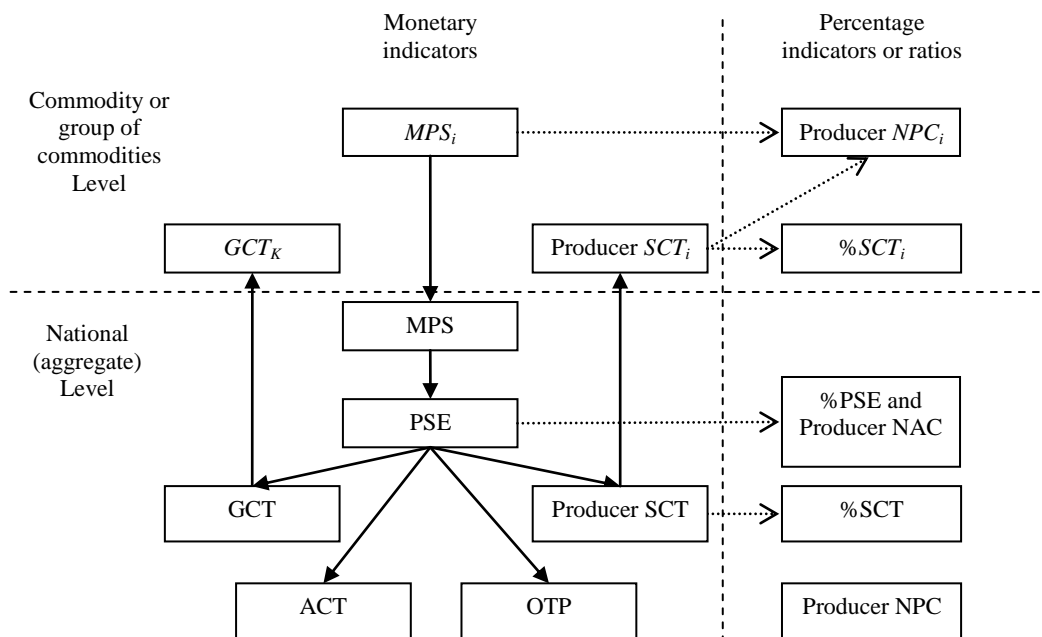 Monetary
indicators
Percentage
indicators or ratios
Commodity or
group of
commodities
Level
MPSi
Producer NPCi
GCTK
Producer SCTi
%SCTi
National
(aggregate)
Level
MPS
PSE
%PSE and
Producer NAC
GCT
Producer SCT
%SCT
ACT
OTP
Producer NPC